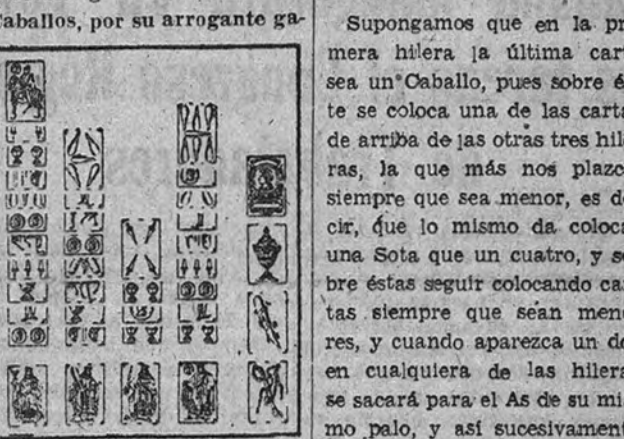 Caballos, por su arrogante ga-
Supongamos que en la pr
mera hilera la última cart
sea un Caballo, pues sobre é
te se coloca una de las carta
de arriba de las otras tres hil
ras, la que más nos plazc
siempre que sea menor, es de
cir, que lo mismo da coloca
una Sota que un cuatro, y so
bre éstas seguir colocando car
tas siempre que sean meno
res, y cuando aparezca un do
en cualquiera de las hilera
se sacará para el As de su mi
mo palo, y así sucesivament